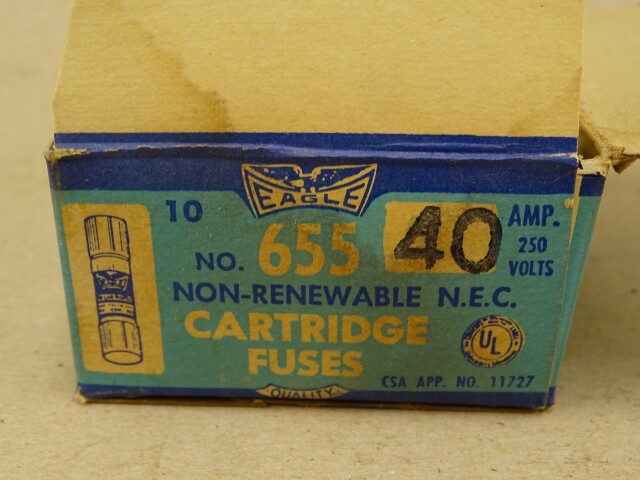 EAGLE
10
NO. 655 40 AMP.
250
VOLTS
NON-RENEWABLE N.E.C.
CARTRIDGE
FUSES
UL
CSA APP. NO. 11727
QUALITY